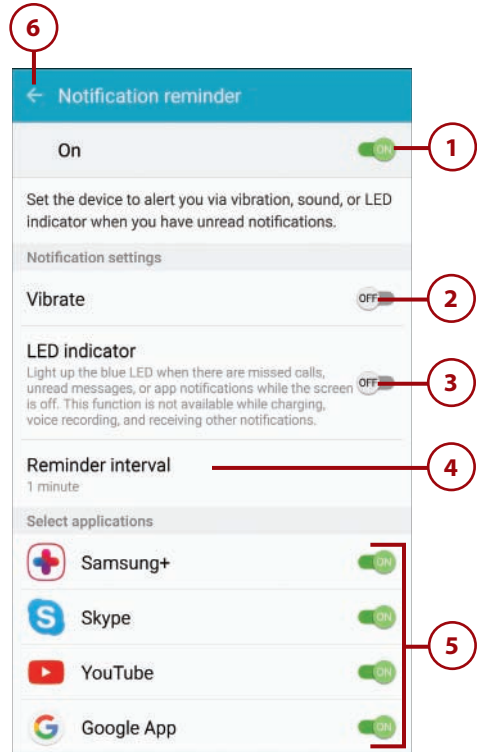 6
← Notification reminder
On ON
1
Set the device to alert you via vibration, sound, or LED
indicator when you have unread notifications.
Notification settings
Vibrate OFF
2
LED indicator
Light up the blue LED when there are missed calls,
unread messages, or app notifications while the screen
is off. This function is not available while charging,
voice recording, and receiving other notifications.
OFF
3
Reminder interval
1 minute
4
Select applications
Samsung+ ON
S Skype ON
YouTube ON
G Google App ON
5